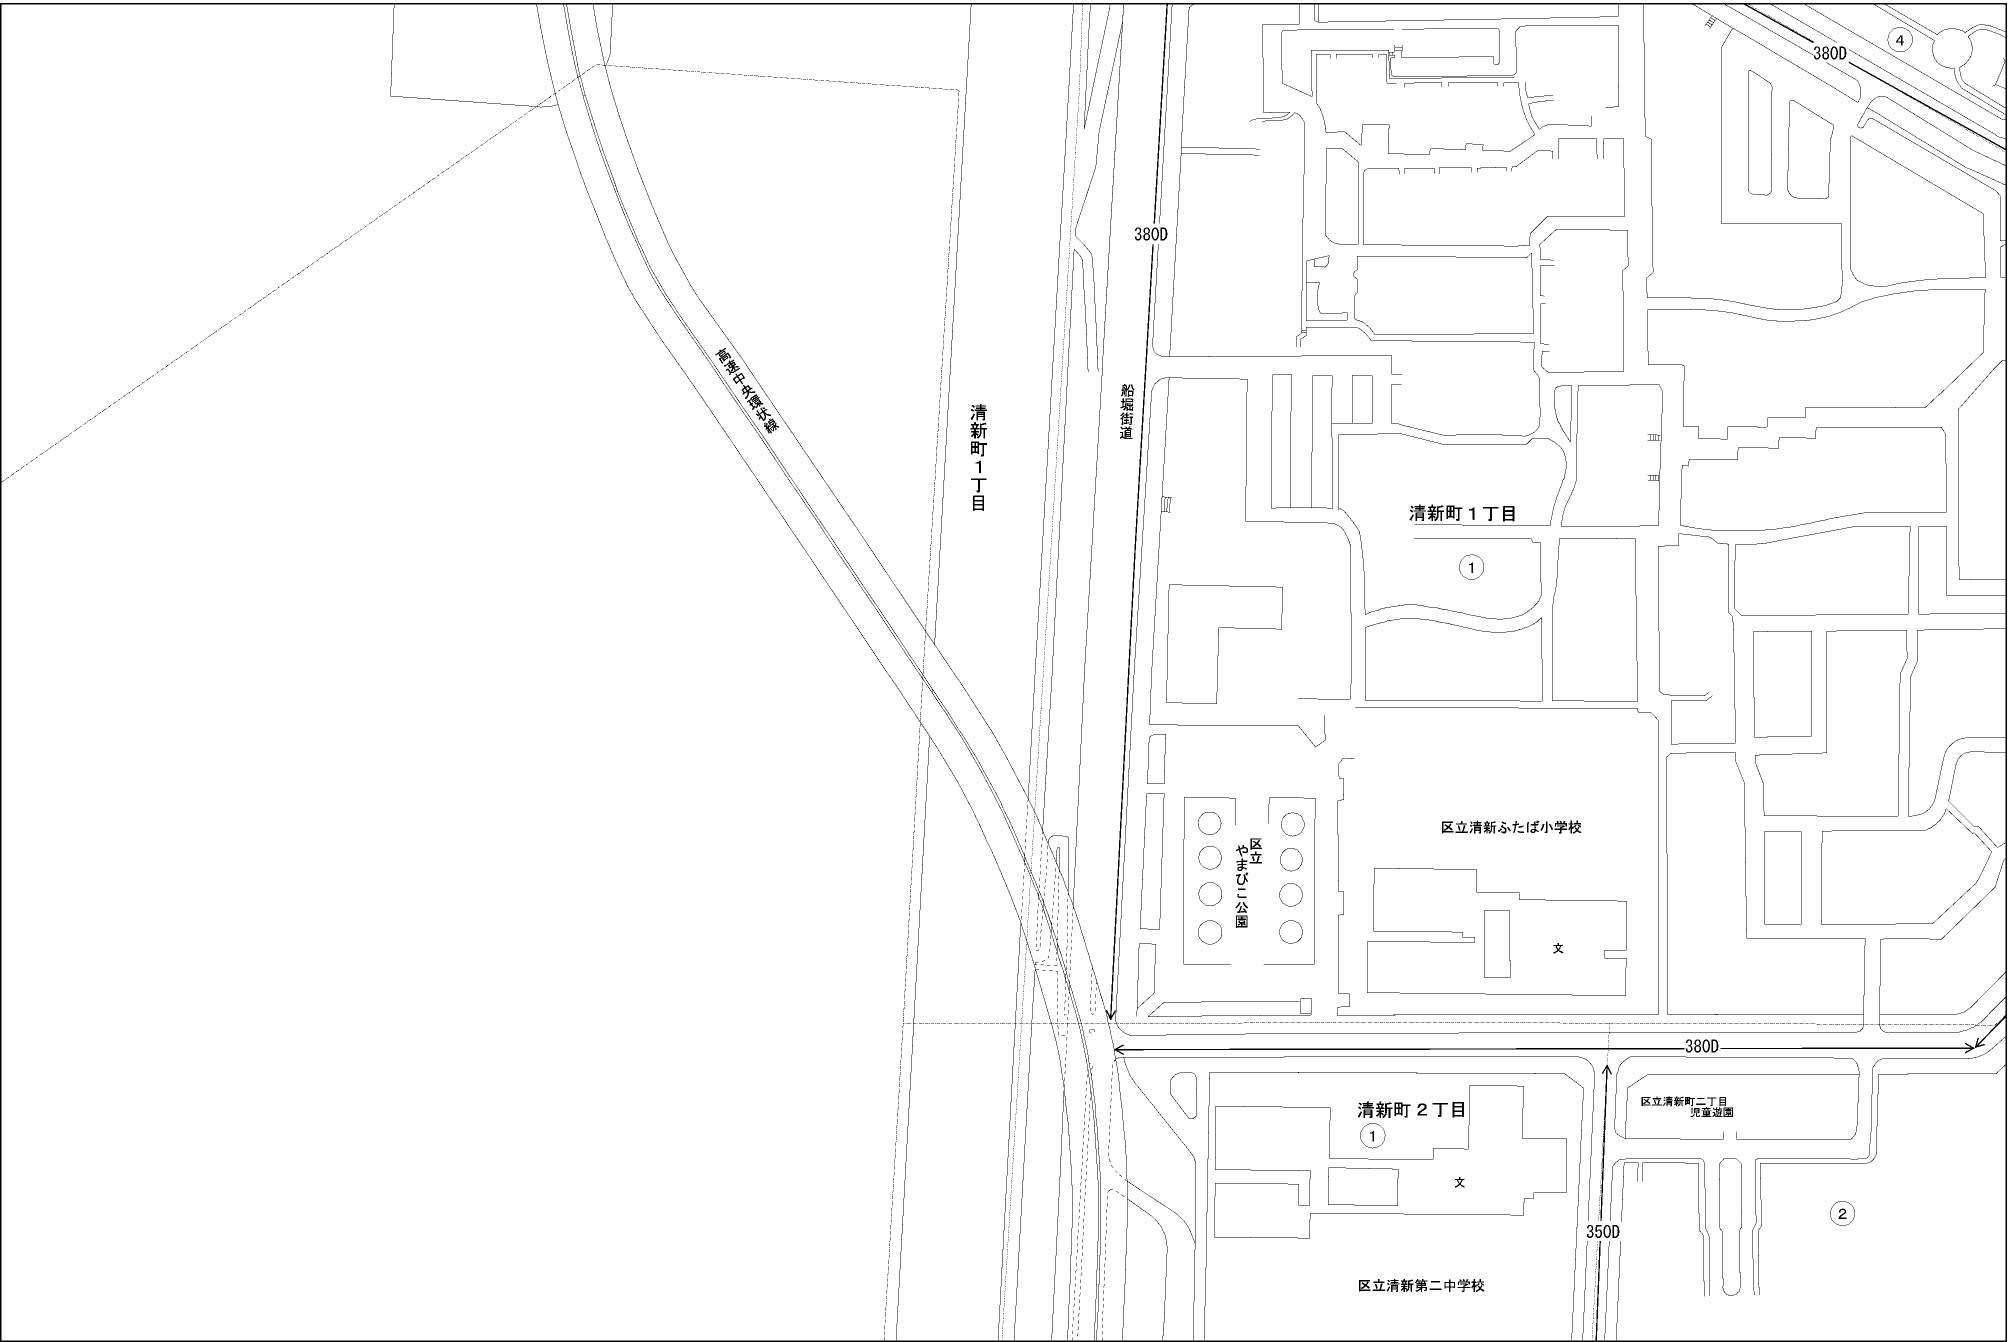 380D
4
380D
高速中央環状線
清新町１丁目
船堀街道
清新町１丁目
1
区立清新ふたば小学校
区立
やまびこ公園
文
380D
区立清新町二丁目
児童遊園
清新町２丁目
1
文
2
350D
区立清新第二中学校